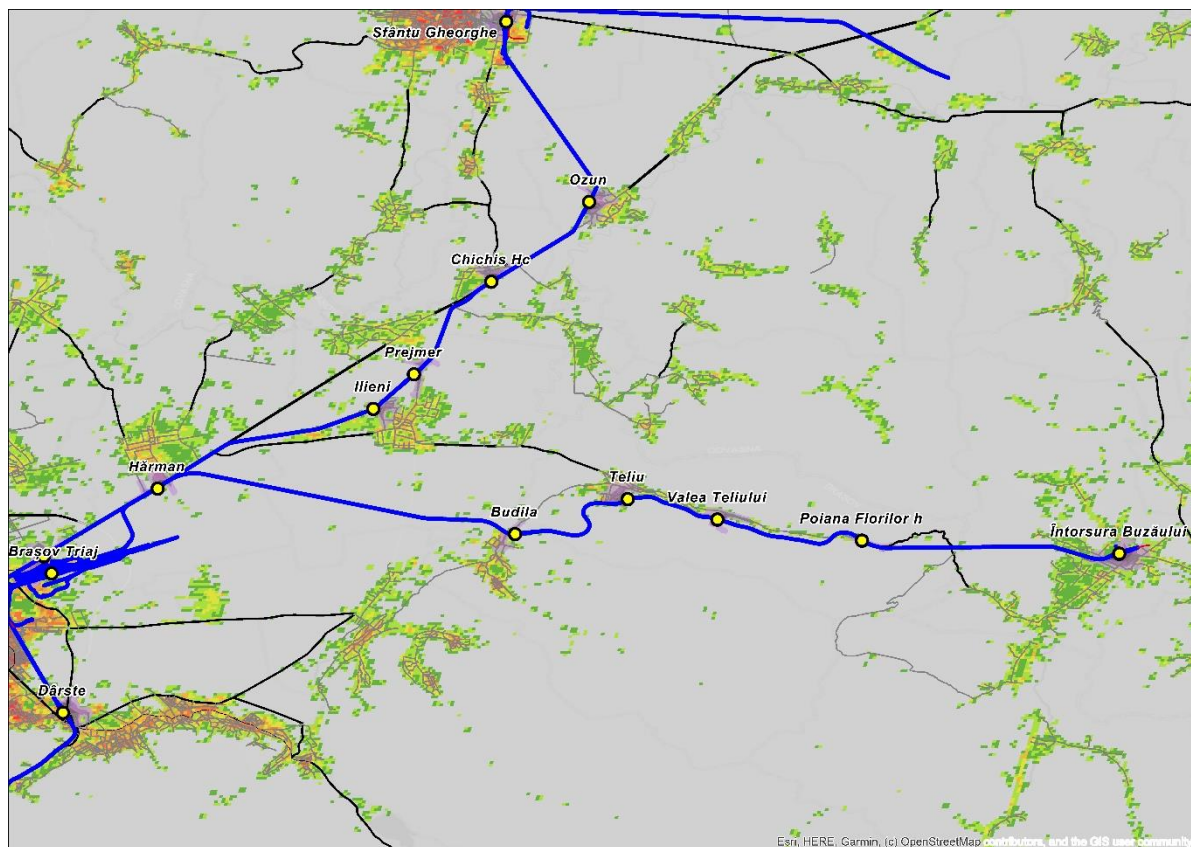 Sfântu Gheorghe
Ozun
Chichis Hc
Prejmer
Ilieni
Hărman
Teliu
Valea Teliului
Budila
Poiana Florilor h
Întorsura Buzăului
Brașov Triaj
Dârste
Esri, HERE, Garmin, (c) OpenStreetMap contributors, and the GIS user community